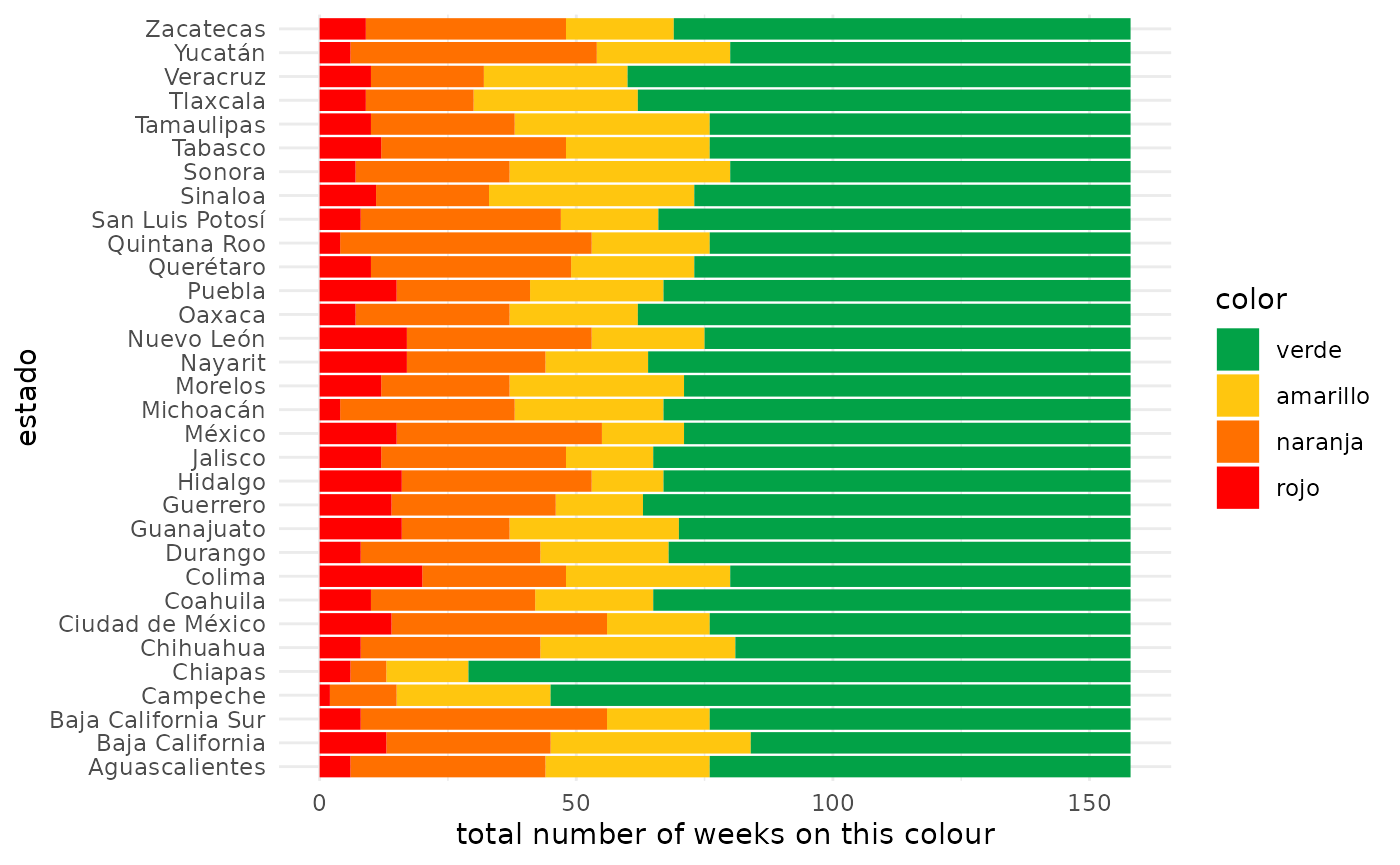 estado
Zacatecas
Yucatán
Veracruz
Tlaxcala
Tamaulipas
Tabasco
Sonora
Sinaloa
San Luis Potosí
Quintana Roo
Querétaro
Puebla
Oaxaca
Nuevo León
Nayarit
Morelos
Michoacán
México
Jalisco
Hidalgo
Guerrero
Guanajuato
Durango
Colima
Coahuila
Ciudad de México
Chihuahua
Chiapas
Campeche
Baja California Sur
Baja California
Aguascalientes
0 50 100 150
total number of weeks on this colour
color
verde
amarillo
naranja
rojo